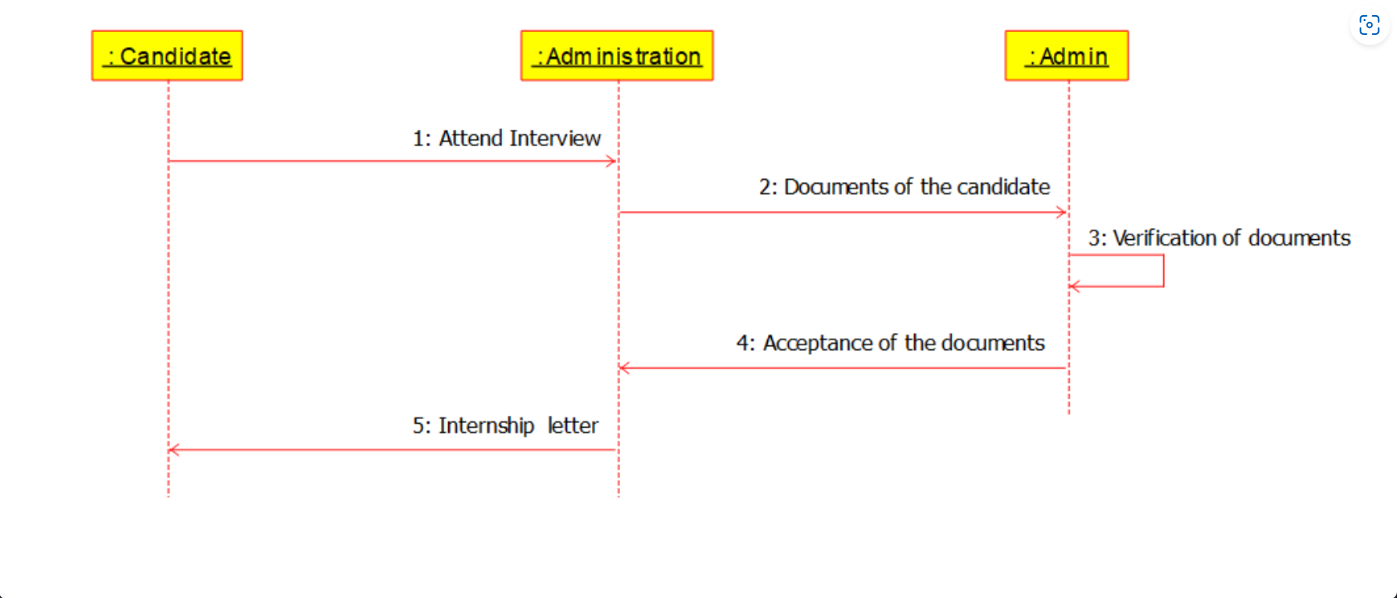 : Candidate
:Administration
:Admin
1: Attend Interview
2: Documents of the candidate
3: Verification of documents
4: Acceptance of the documents
5: Internship letter